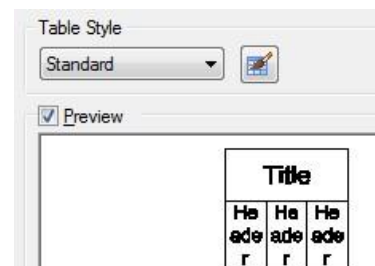 Table Style
Standard
Preview
Title
He He He
ade ade ade
r r r